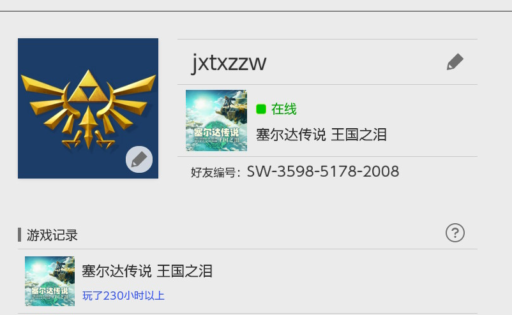 jxtxzzw
在线
塞尔达传说
塞尔达传说 王国之泪
好友编号：SW-3598-5178-2008
游戏记录
?
塞尔达传说 王国之泪
塞尔达传说
玩了230小时以上